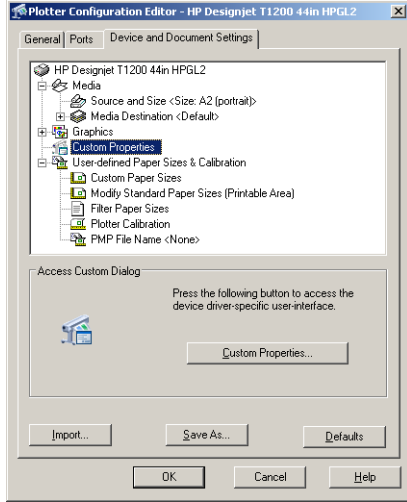 Plotter Configuration Editor - HP Designjet T1200 44in HPGL2
General Ports Device and Document Settings
HP Designjet T1200 44in HPGL2
Media
Source and Size <Size: A2 (portrait)>
Media Destination <Default>
Graphics
Custom Properties
User-defined Paper Sizes & Calibration
Custom Paper Sizes
Modify Standard Paper Sizes (Printable Area)
Filter Paper Sizes
Plotter Calibration
PMP File Name <None>
Access Custom Dialog
Press the following button to access the
device driver-specific user-interface.
Custom Properties...
Import... Save As... Defaults
OK Cancel Help